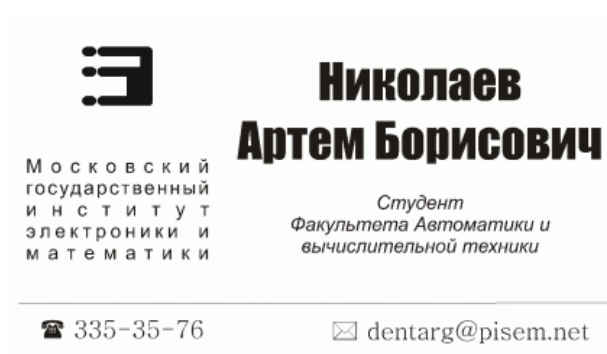 Николаев
Артем Борисович
Московский
государственный
институт
электроники и
математики
Студент
Факультета Автоматики и
вычислительной техники
335-35-76
dentarg@pisem.net